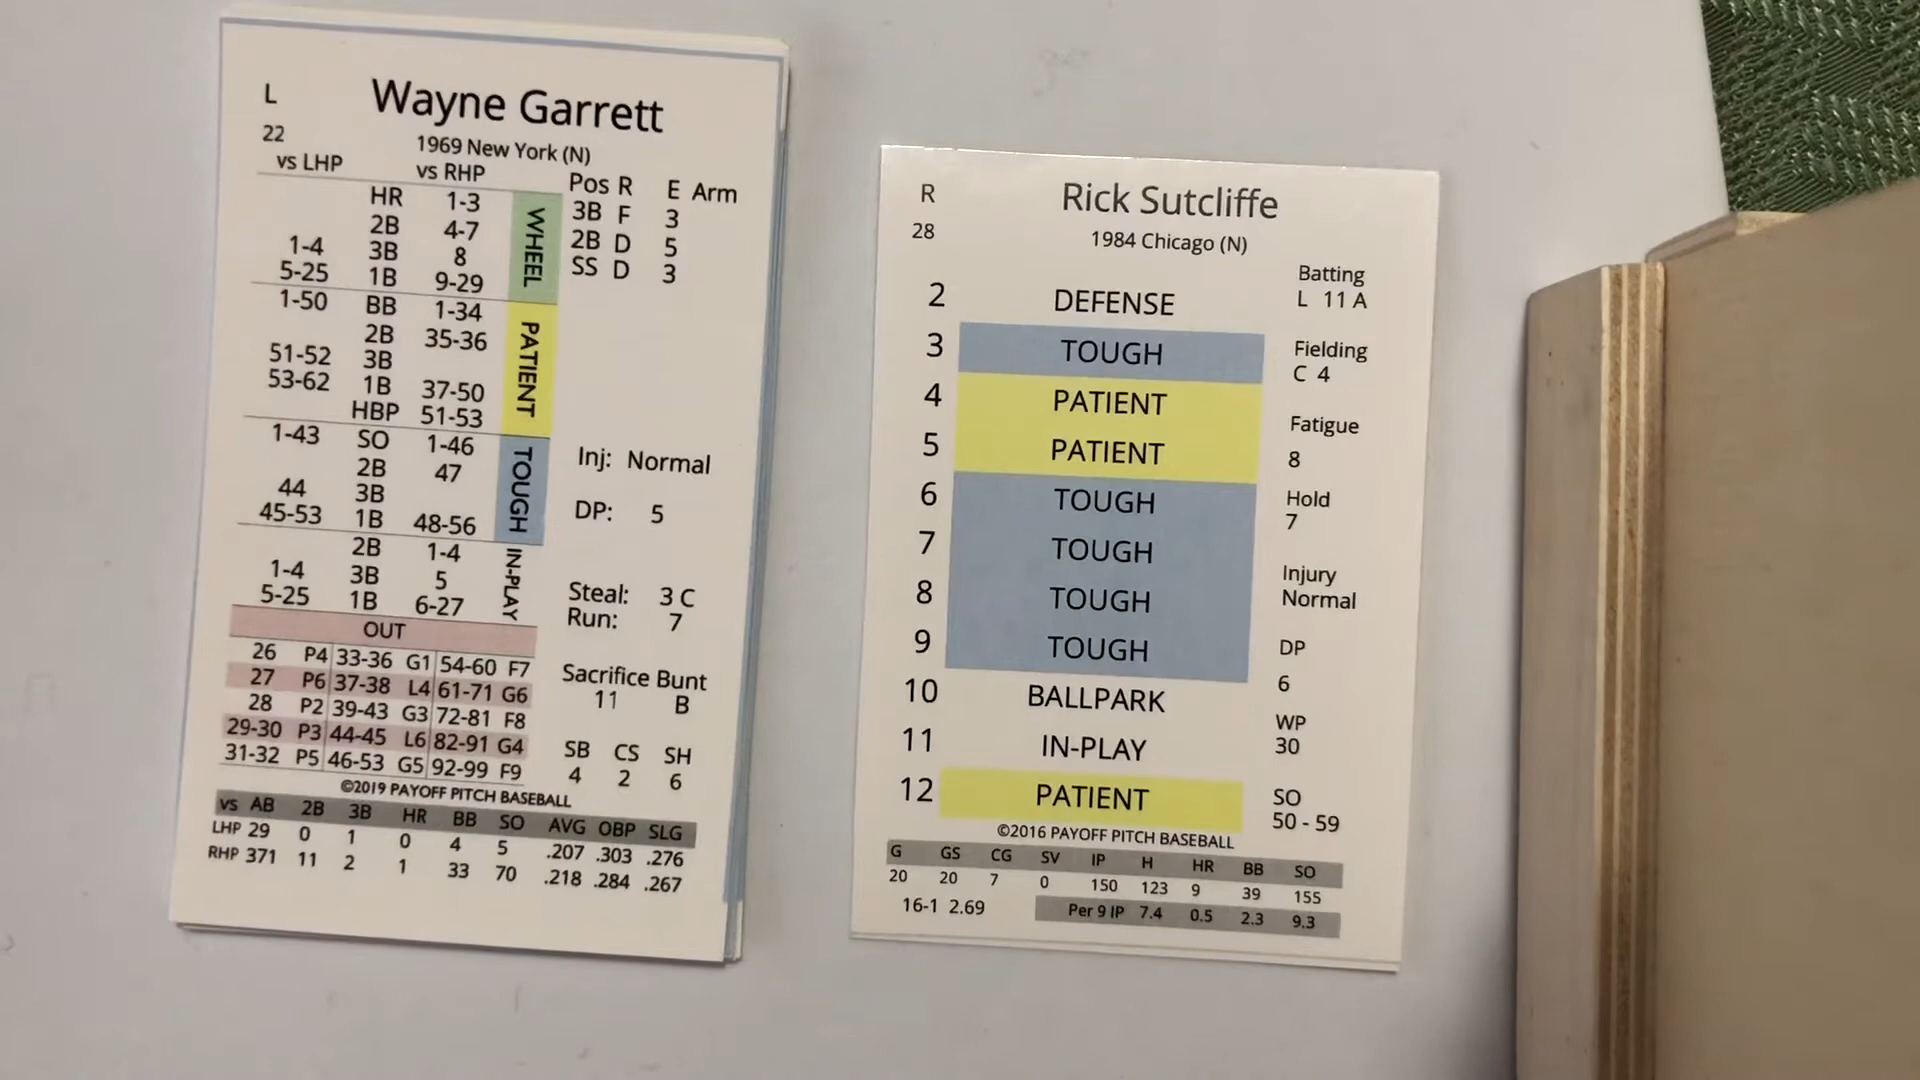 L Wayne Garrett
22 1969 New York (N)
vs LHP vs RHP Pos R E Arm
HR 1-3 3B F 3
2B 4-7 2B D 5
1-4 3B 8 SS D 3
5-25 1B 9-29
WHEEL
1-50 BB 1-34
2B 35-36
51-52 3B
53-62 1B 37-50
HBP 51-53
PATIENT
1-43 SO 1-46 Inj: Normal
2B 47
44 3B DP: 5
45-53 1B 48-56
TOUGH
2B 1-4
1-4 3B 5 Steal: 3 C
5-25 1B 6-27 Run: 7
IN-PLAY
OUT
26 P4 33-36 G1 54-60 F7
27 P6 37-38 L4 61-71 G6
28 P2 39-43 G3 72-81 F8
29-30 P3 44-45 L6 82-91 G4
31-32 P5 46-53 G5 92-99 F9
Sacrifice Bunt
11 B
SB CS SH
4 2 6
©2019 PAYOFF PITCH BASEBALL
vs AB 2B 3B HR BB SO AVG OBP SLG
LHP 29 0 1 0 4 5 .207 .303 .276
RHP 371 11 2 1 33 70 .218 .284 .267
R Rick Sutcliffe
28 1984 Chicago (N)
2 DEFENSE
3 TOUGH
4 PATIENT
5 PATIENT
6 TOUGH
7 TOUGH
8 TOUGH
9 TOUGH
10 BALLPARK
11 IN-PLAY
12 PATIENT
Batting
L 11 A
Fielding
C 4
Fatigue
8
Hold
7
Injury
Normal
DP
6
WP
30
SO
50 - 59
©2016 PAYOFF PITCH BASEBALL
G GS CG SV IP H HR BB SO
20 20 7 0 150 123 9 39 155
16-1 2.69 Per 9 IP 7.4 0.5 2.3 9.3